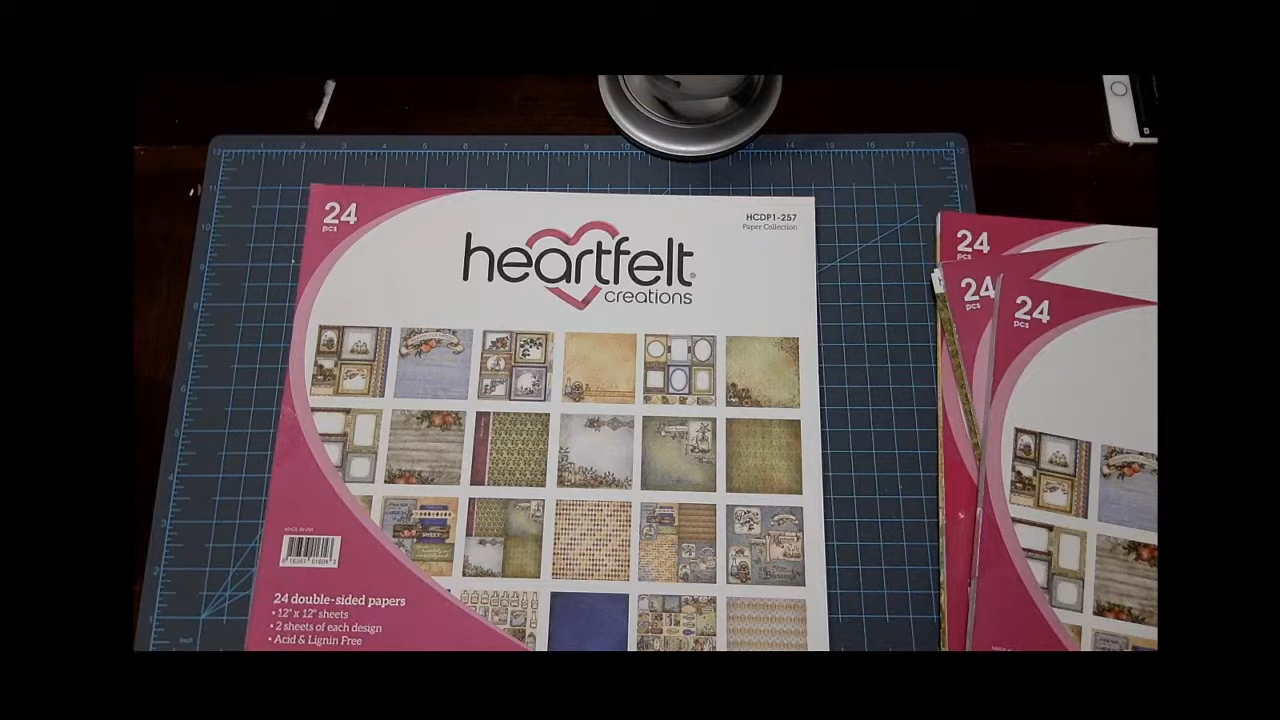 24
pcs
HCDP1-257
Paper Collection
heartfelt
creations
24 double-sided papers
• 12" x 12" sheets
• 2 sheets of each design
• Acid & Lignin Free
24
pcs
24
pcs
24
pcs